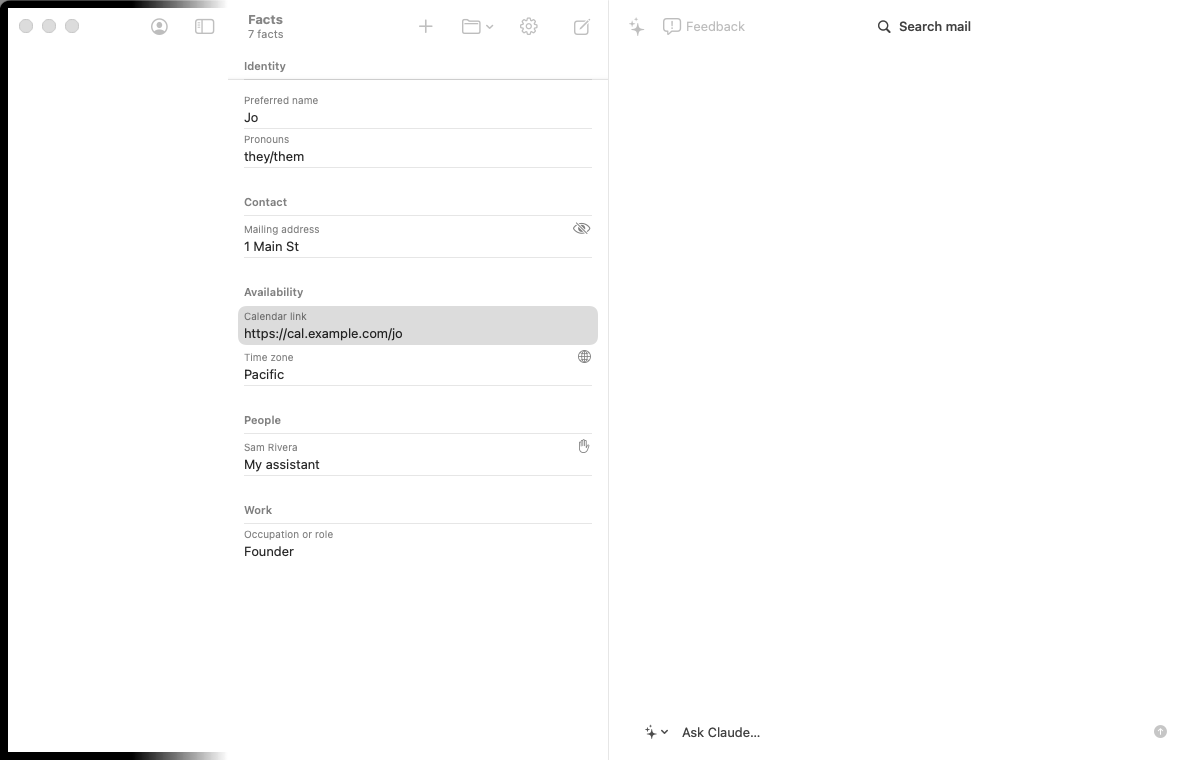 Facts
7 facts
Feedback
Search mail
Identity
Preferred name
Jo
Pronouns
they/them
Contact
Mailing address
1 Main St
Availability
Calendar link
https://cal.example.com/jo
Time zone
Pacific
People
Sam Rivera
My assistant
Work
Occupation or role
Founder
Ask Claude...